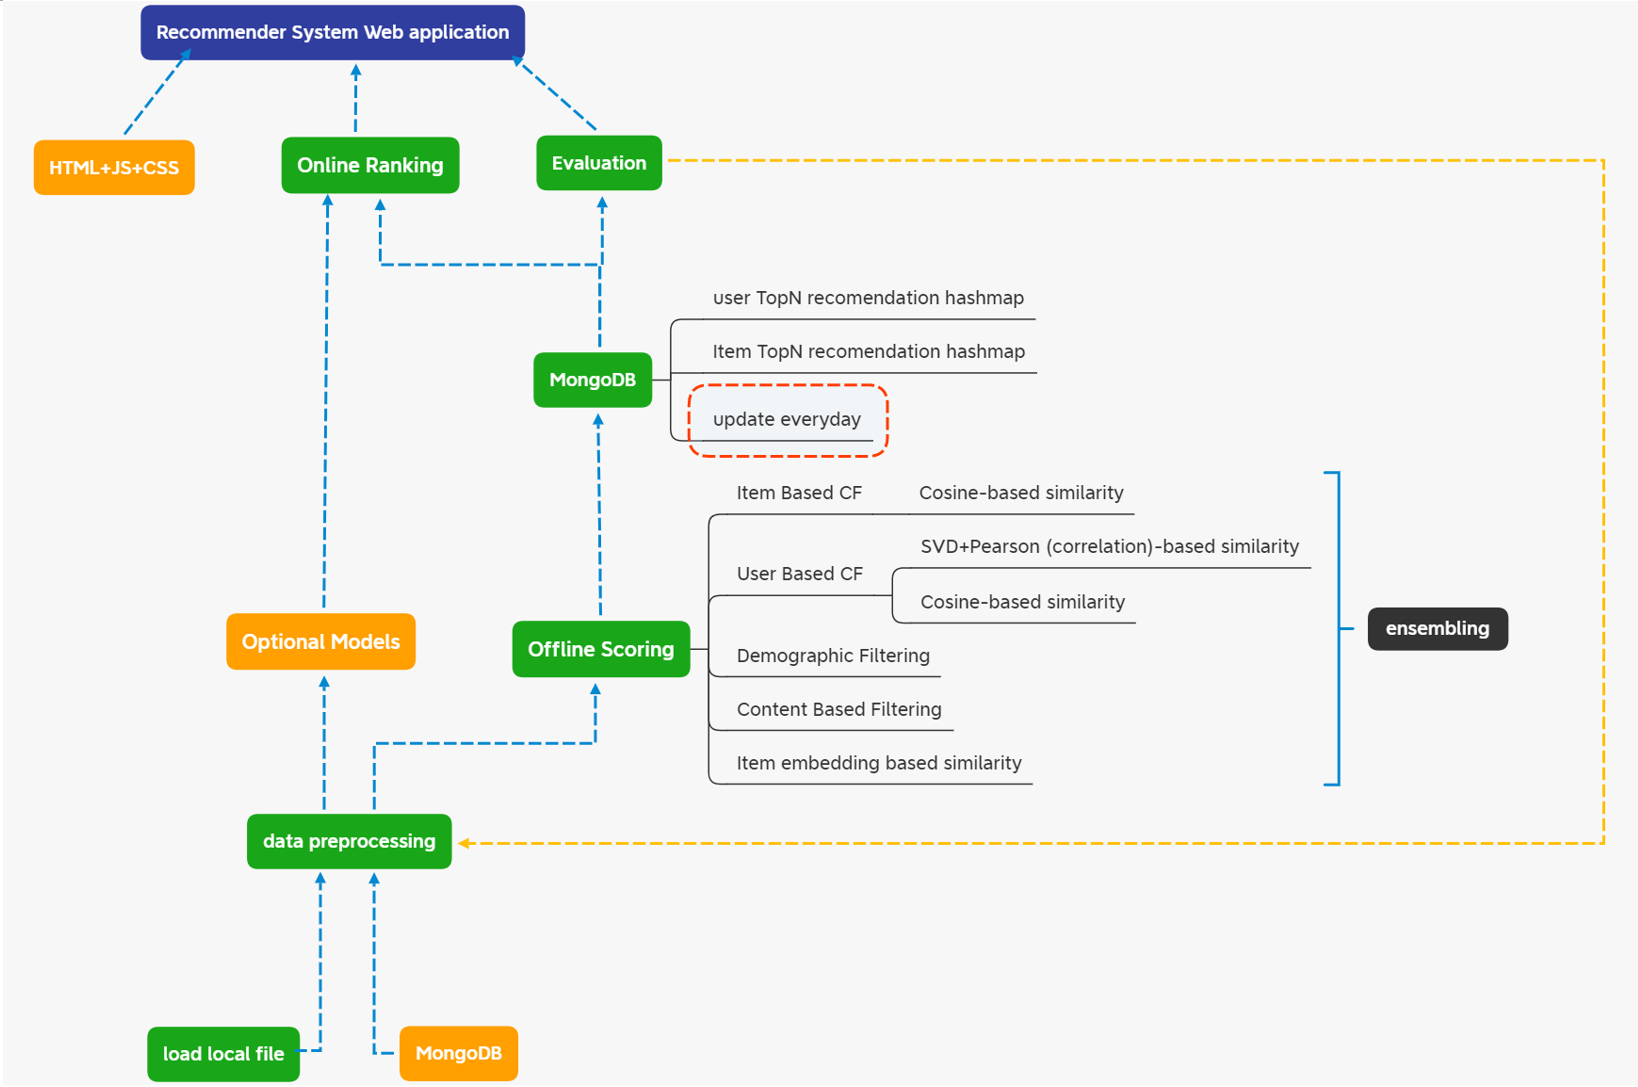 Recommender System Web application
HTML+JS+CSS
Online Ranking
Evaluation
user TopN recomendation hashmap
Item TopN recomendation hashmap
MongoDB
update everyday
Item Based CF
Cosine-based similarity
SVD+Pearson (correlation)-based similarity
User Based CF
Cosine-based similarity
ensembling
Optional Models
Offline Scoring
Demographic Filtering
Content Based Filtering
Item embedding based similarity
data preprocessing
load local file
MongoDB